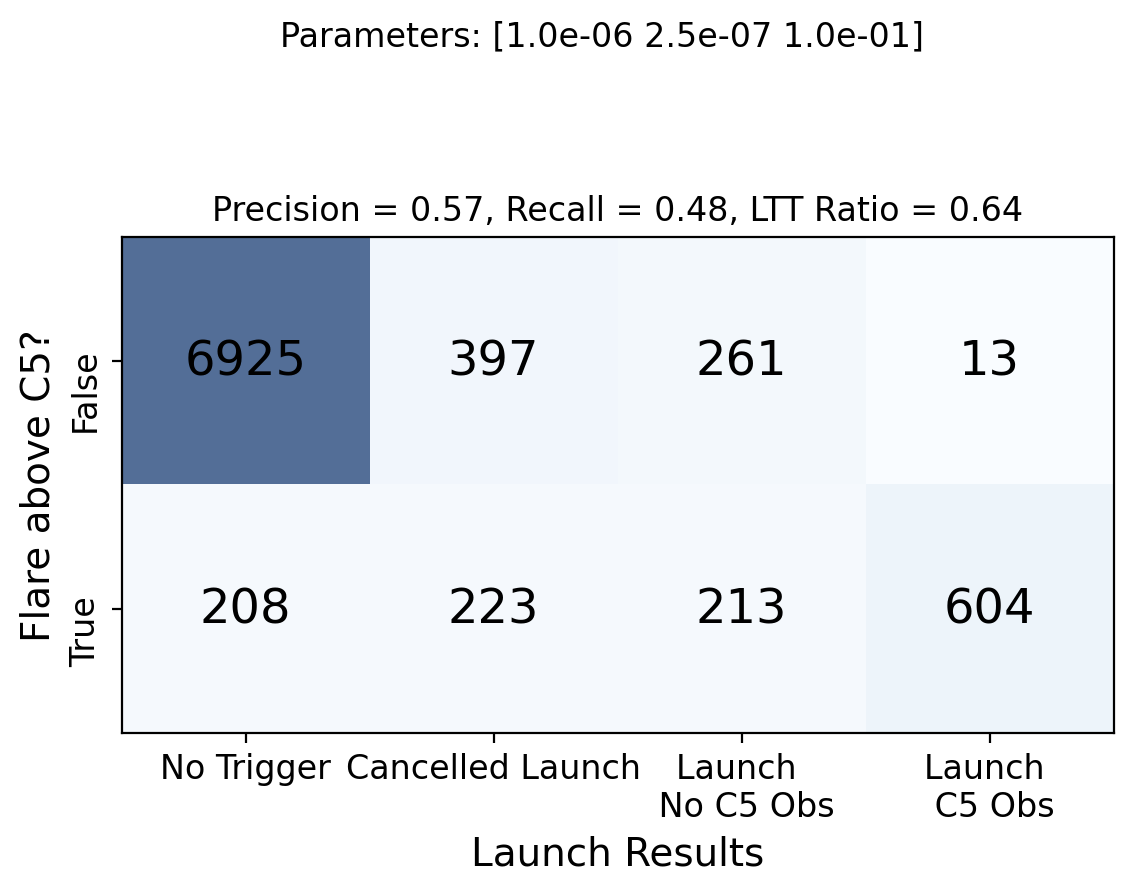 Parameters: [1.0e-06 2.5e-07 1.0e-01]
Precision = 0.57, Recall = 0.48, LTT Ratio = 0.64
Flare above C5?
False
6925 397 261 13
True
208 223 213 604
No Trigger Cancelled Launch Launch Launch
No C5 Obs C5 Obs
Launch Results